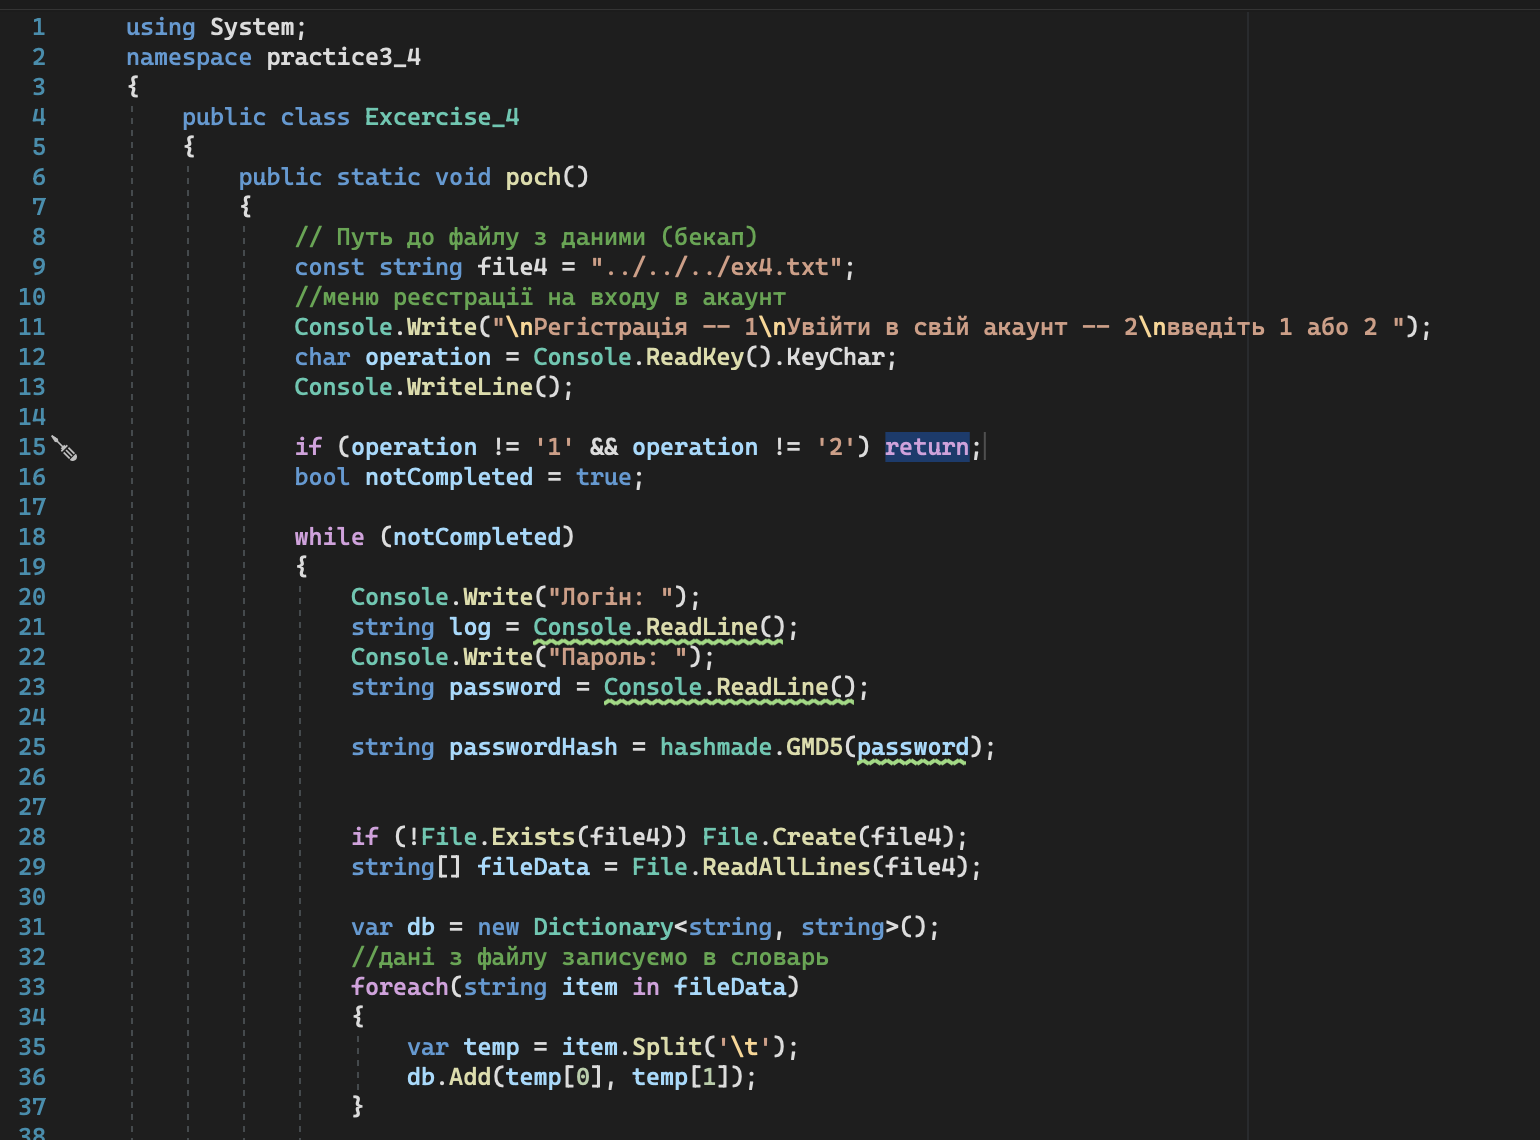 1 using System;
2 namespace practice3_4
3 {
4 public class Excercise_4
5 {
6 public static void poch()
7 {
8 // Путь до файлу з даними (бекап)
9 const string file4 = "../../../ex4.txt";
10 //меню реєстрації на входу в акаунт
11 Console.Write("\nРегістрація -- 1\nУвійти в свій акаунт -- 2\nвведіть 1 або 2 ");
12 char operation = Console.ReadKey().KeyChar;
13 Console.WriteLine();
14
15 if (operation != '1' && operation != '2') return;
16 bool notCompleted = true;
17
18 while (notCompleted)
19 {
20 Console.Write("Логін: ");
21 string log = Console.ReadLine();
22 Console.Write("Пароль: ");
23 string password = Console.ReadLine();
24
25 string passwordHash = hashmade.GMD5(password);
26
27
28 if (!File.Exists(file4)) File.Create(file4);
29 string[] fileData = File.ReadAllLines(file4);
30
31 var db = new Dictionary<string, string>();
32 //дані з файлу записуємо в словарь
33 foreach(string item in fileData)
34 {
35 var temp = item.Split('\t');
36 db.Add(temp[0], temp[1]);
37 }
38